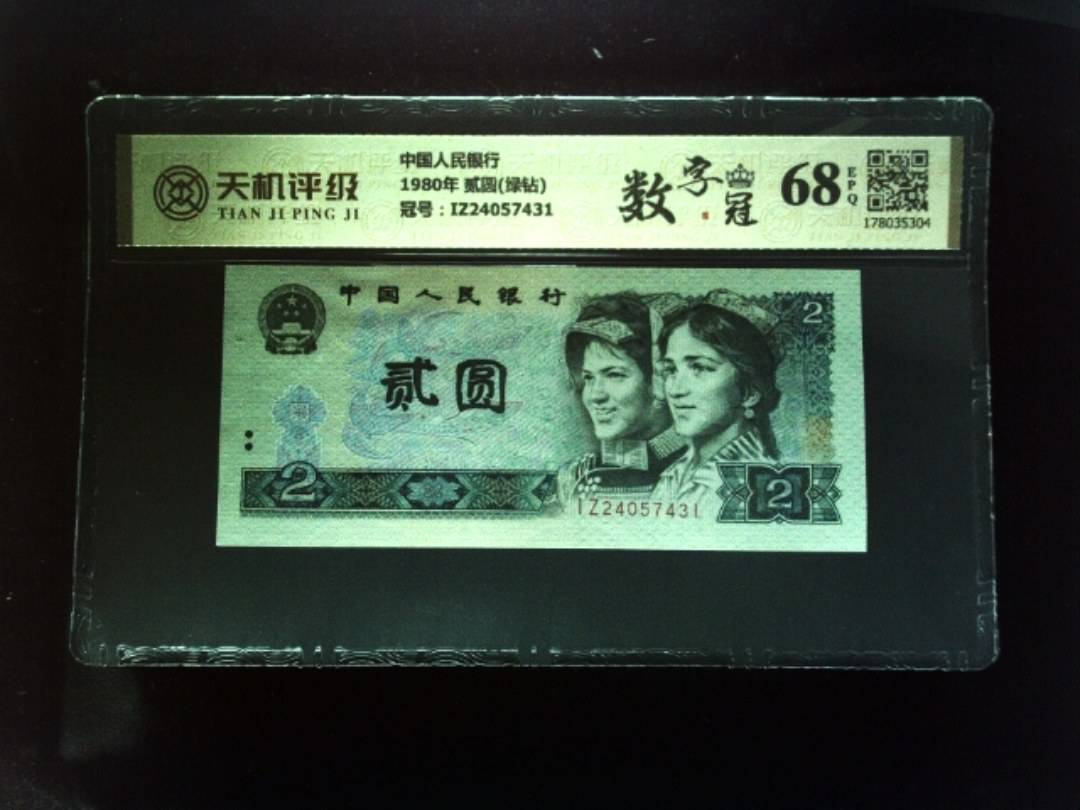 天机评级
TIAN JI PING JI
中国人民银行
1980年 贰圆(绿钻)
冠号：IZ24057431
数字冠
68
EPQ
178035304
中国人民银行
贰圆
2
2
IZ24057431
2